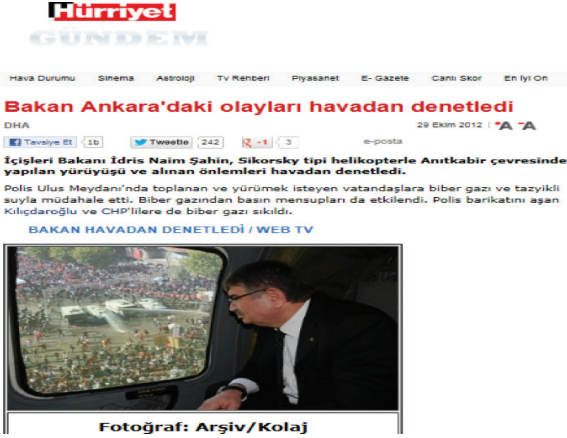 Hürriyet
GÜNDEM
Hava Durumu Sinema Astroloji Tv Rehberi Piyasanet E- Gazete Canlı Skor En İyi On
Bakan Ankara'daki olayları havadan denetledi
DHA
29 Ekim 2012 | +A -A
Tavsiye Et 1b Tweetle 242 +1 3 e-posta
İçişleri Bakanı İdris Naim Şahin, Sikorsky tipi helikopterle Anıtkabir çevresinde
yapılan yürüyüşü ve alınan önlemleri havadan denetledi.
Polis Ulus Meydanı'nda toplanan ve yürümek isteyen vatandaşlara biber gazı ve tazyikli
suyla müdahale etti. Biber gazından basın mensupları da etkilendi. Polis barikatını aşan
Kılıçdaroğlu ve CHP'lilere de biber gazı sıkıldı.
BAKAN HAVADAN DENETLEDİ / WEB TV
Fotoğraf: Arşiv/Kolaj